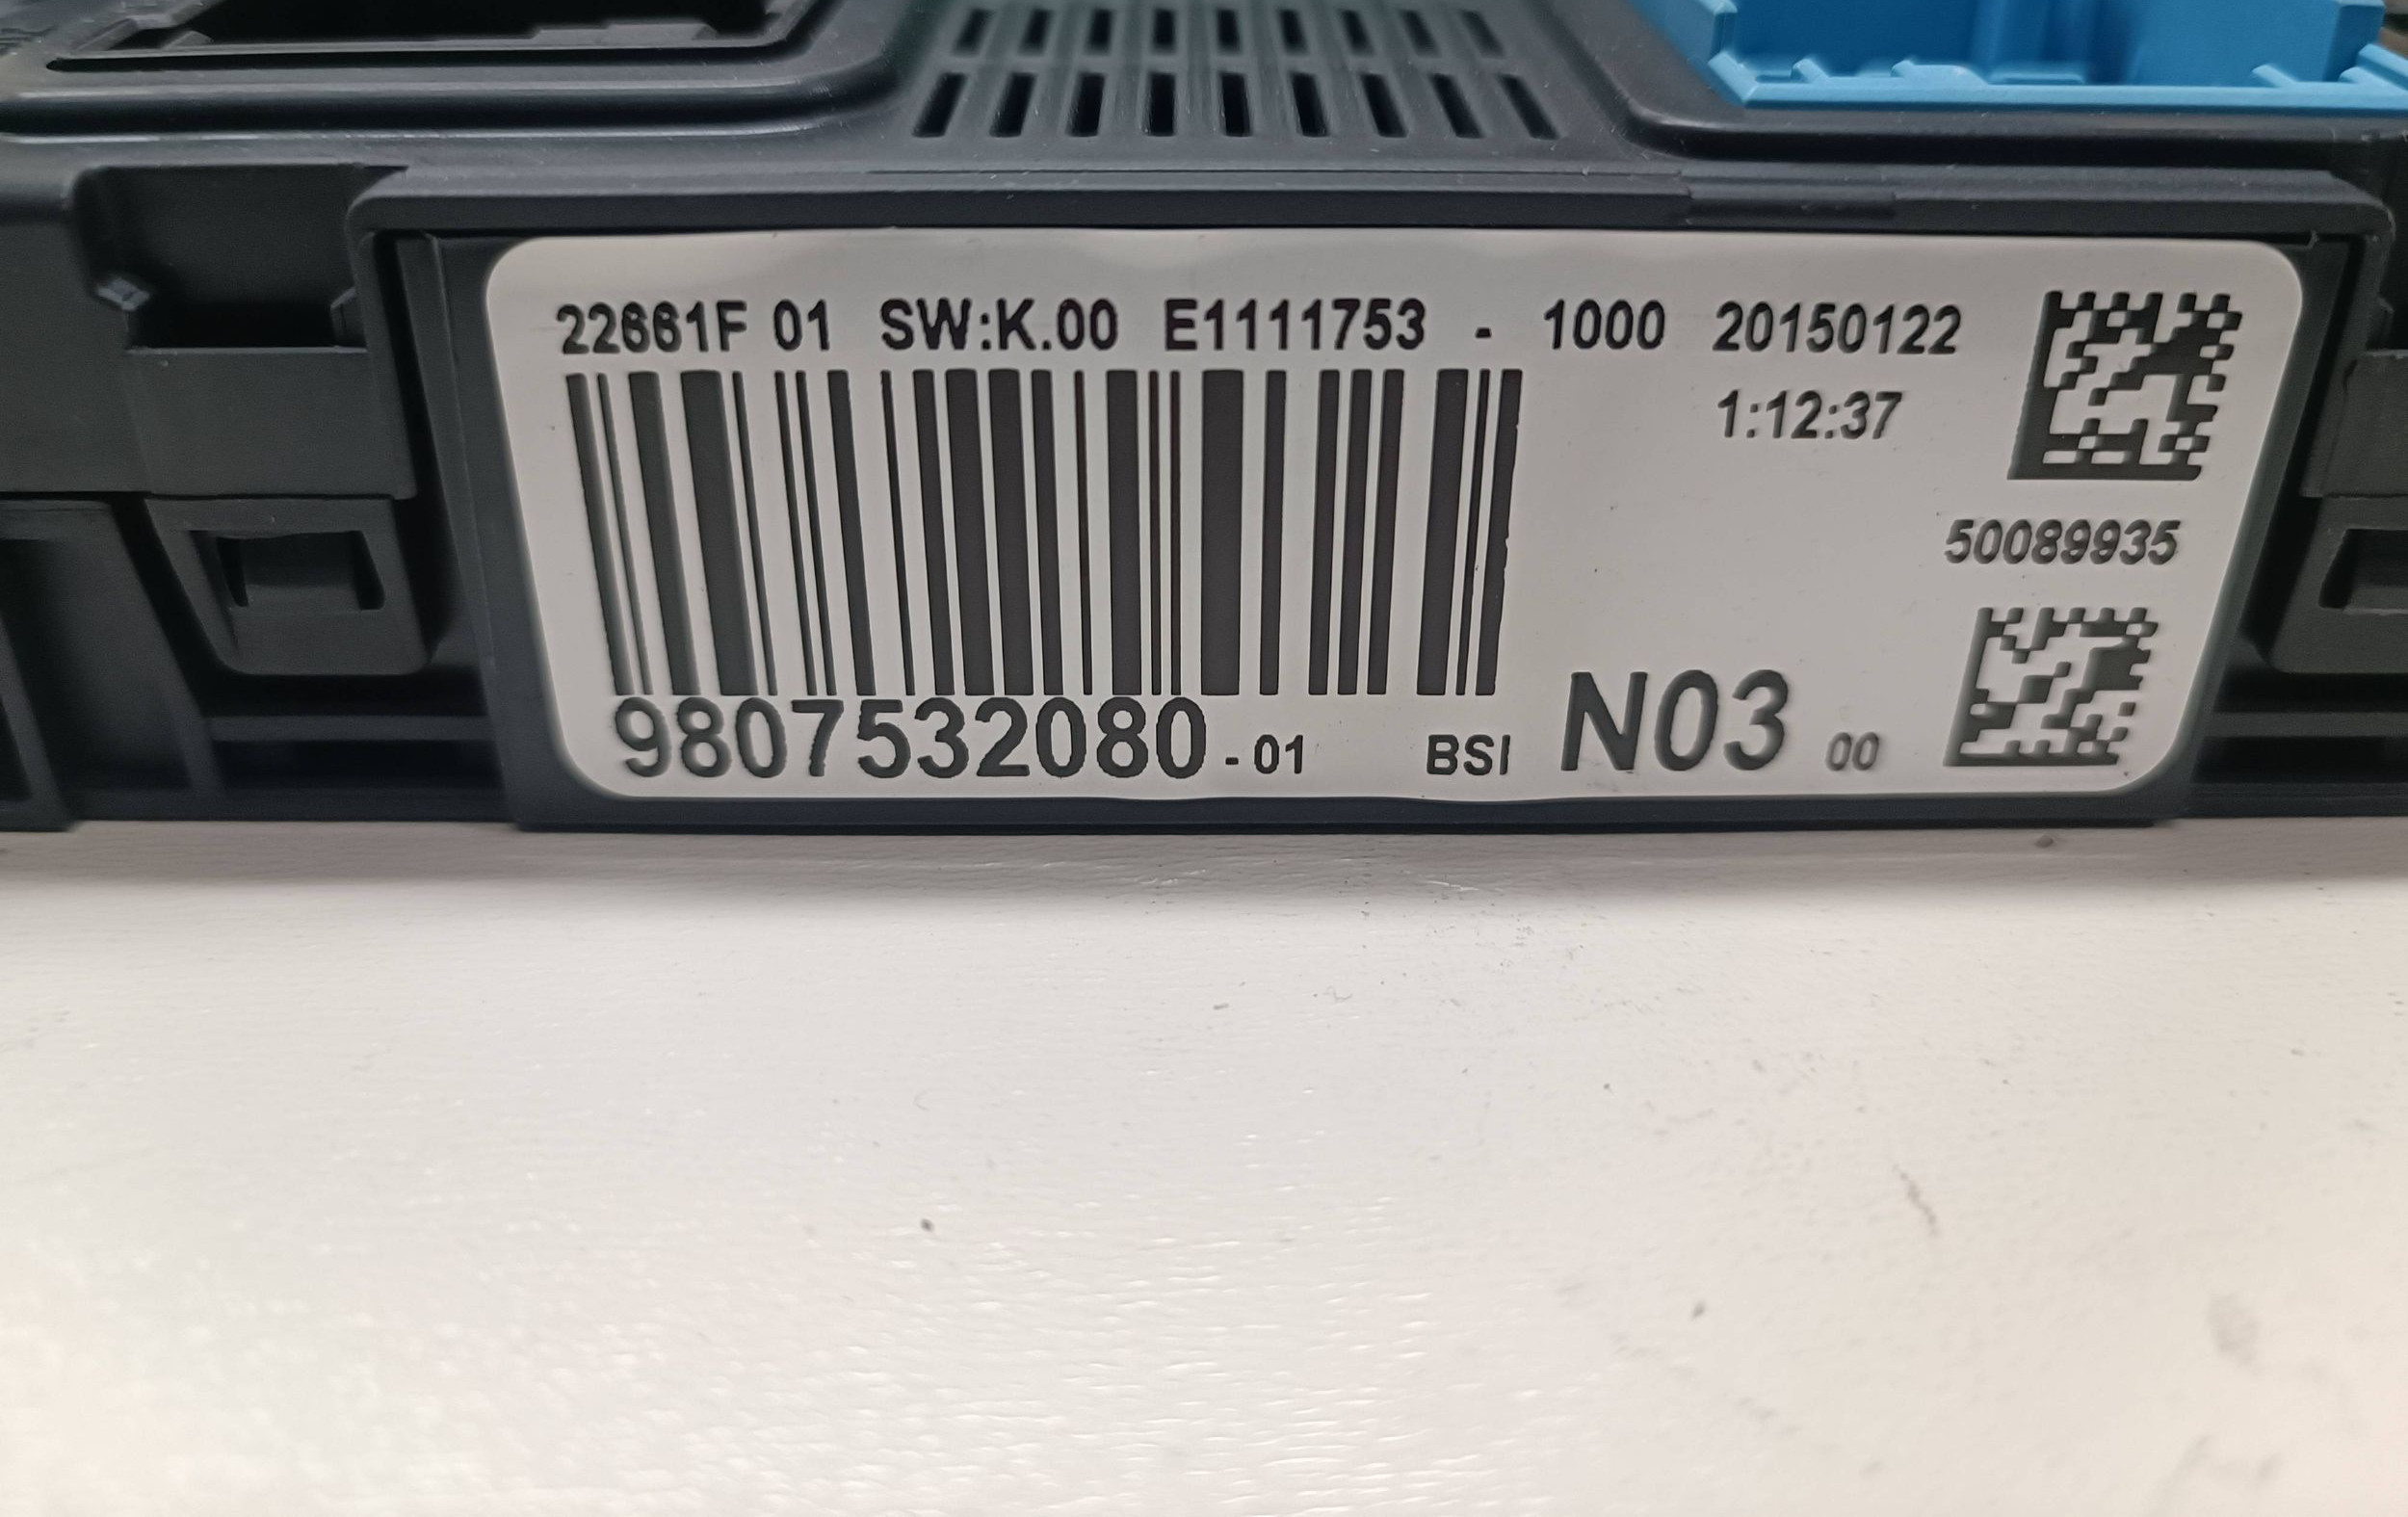 22661F 01 SW:K.00 E1111753 - 1000 20150122
1:12:37
50089935
9807532080 - 01 BSI N03 00